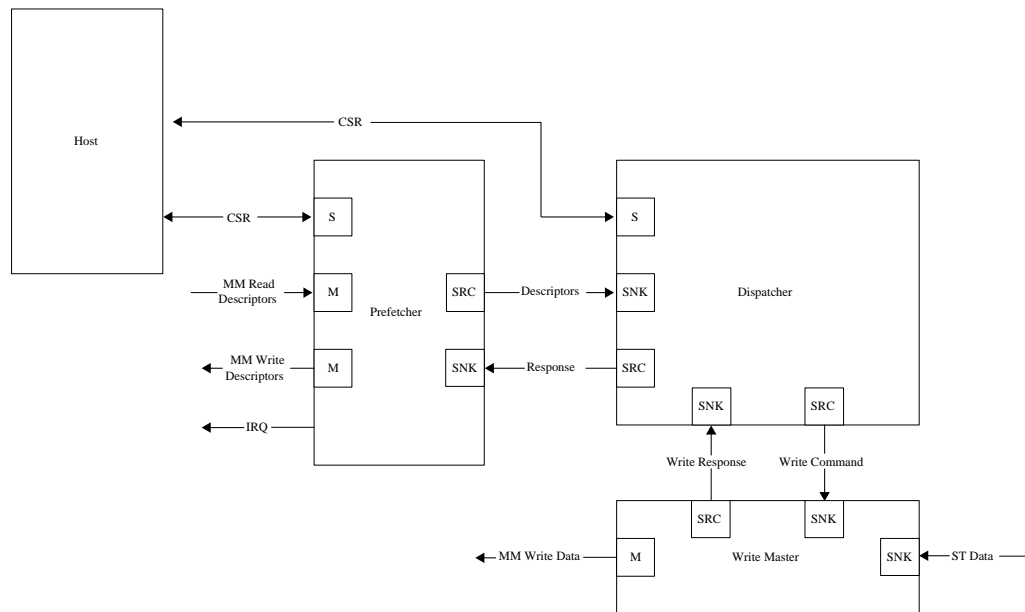 CSR
Host
CSR
S
S
MM Read
Descriptors
M
SRC
Descriptors
SNK
Dispatcher
Prefetcher
MM Write
Descriptors
M
SNK
Response
SRC
SNK
SRC
IRQ
Write Response
Write Command
SRC
SNK
MM Write Data
M
Write Master
SNK
ST Data